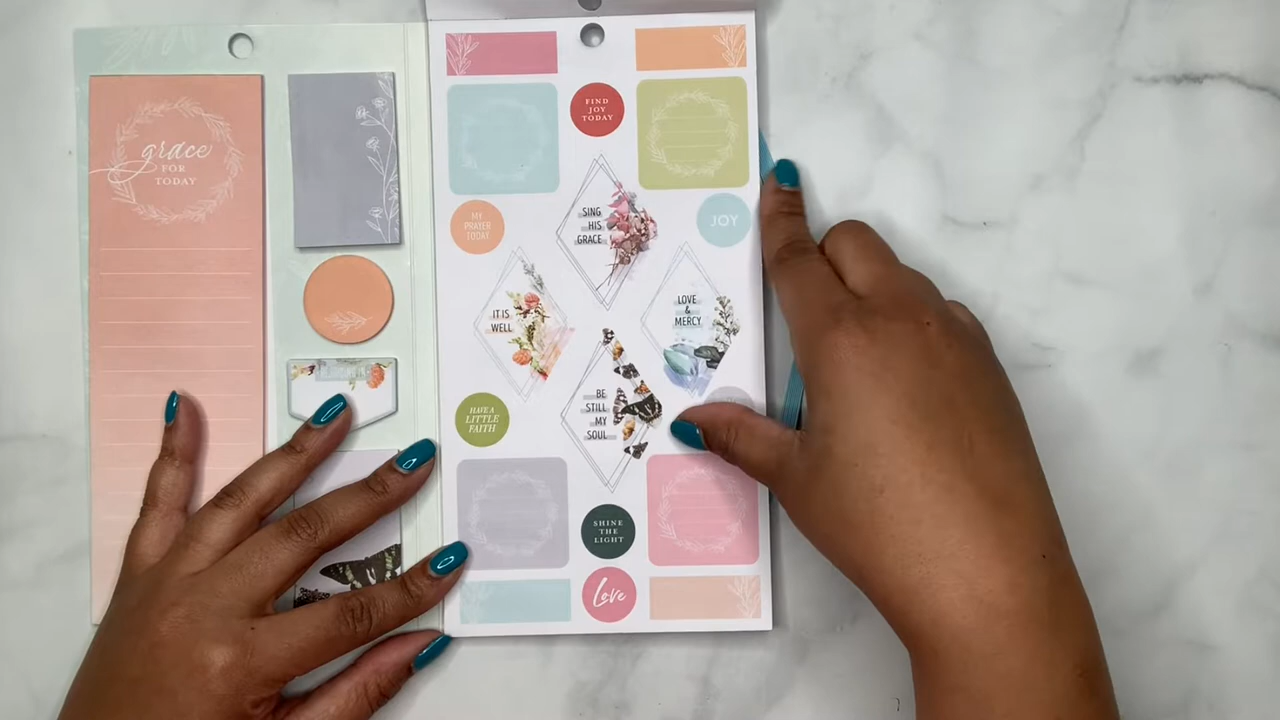 grace
FOR
TODAY
FIND
JOY
TODAY
MY
PRAYER
TODAY
SING
HIS
GRACE
JOY
IT IS
WELL
LOVE
&
MERCY
HAVE A
LITTLE
FAITH
BE
STILL
MY
SOUL
SHINE
THE
LIGHT
Love